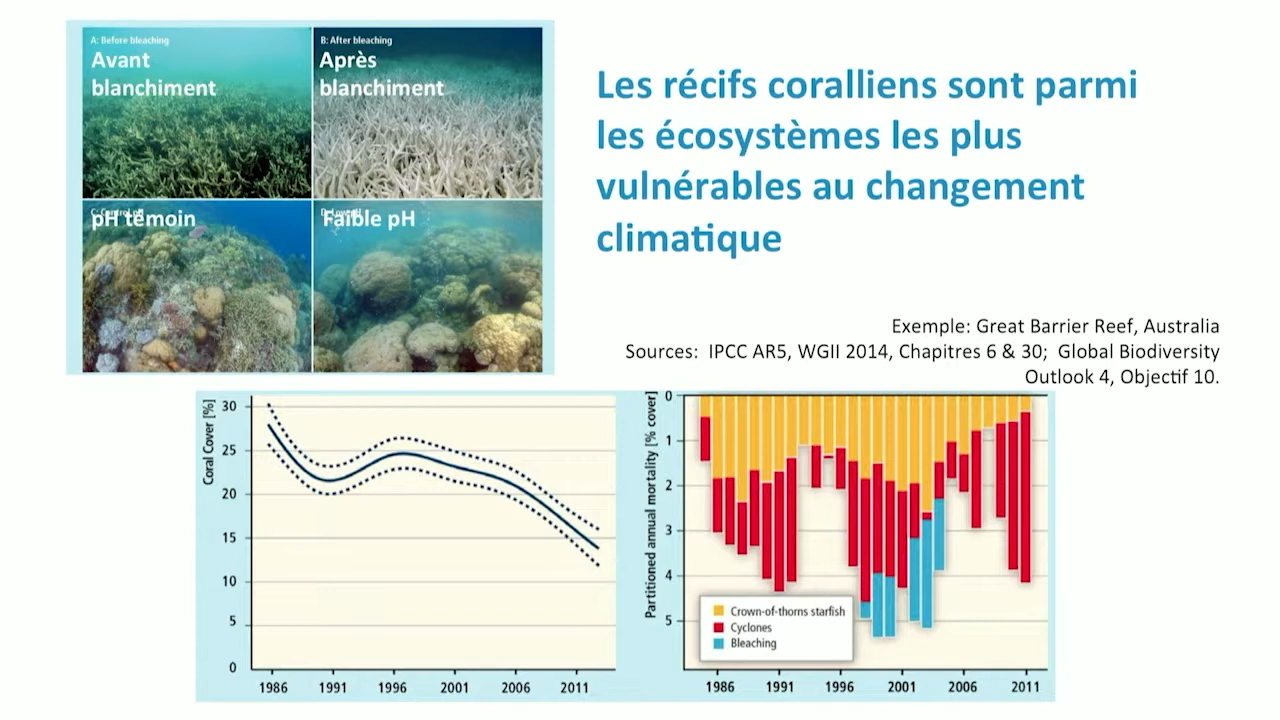 A: Before bleaching
Avant
blanchiment
B: After bleaching
Après
blanchiment
pH témoin
Faible pH
Les récifs coralliens sont parmi
les écosystèmes les plus
vulnérables au changement
climatique
Exemple: Great Barrier Reef, Australia
Sources: IPCC AR5, WGII 2014, Chapitres 6 & 30; Global Biodiversity
Outlook 4, Objectif 10.
Coral Cover [%]
30
25
20
15
10
5
0
1986 1991 1996 2001 2006 2011
Partitioned annual mortality [% cover]
0
1
2
3
4
5
Crown-of-thorns starfish
Cyclones
Bleaching
1986 1991 1996 2001 2006 2011